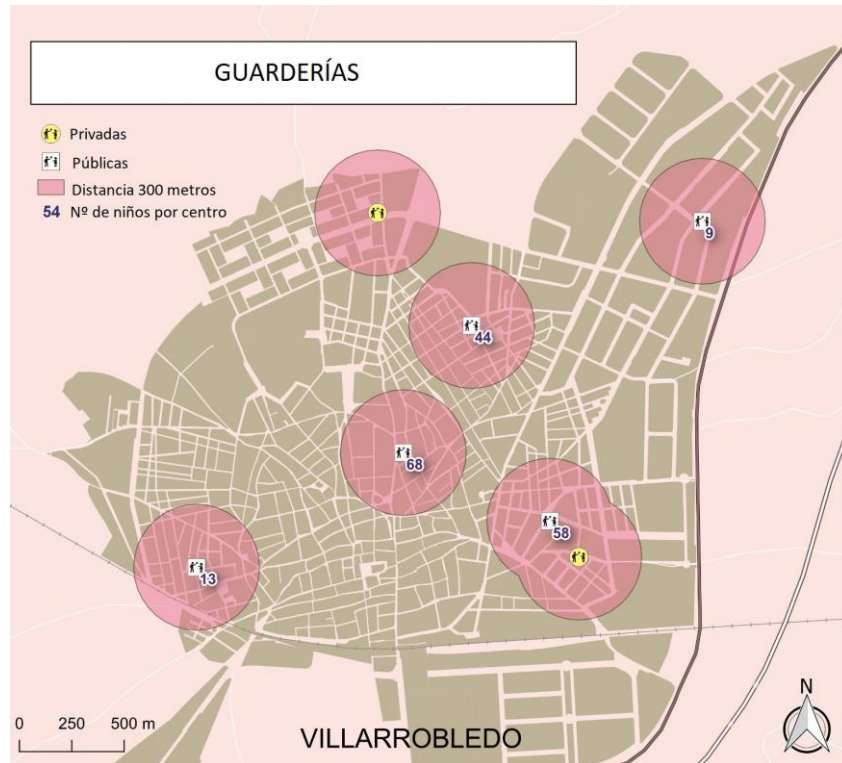 GUARDERÍAS
Privadas
Públicas
Distancia 300 metros
54 Nº de niños por centro
9
44
68
58
13
N
0 250 500 m
VILLARROBLEDO